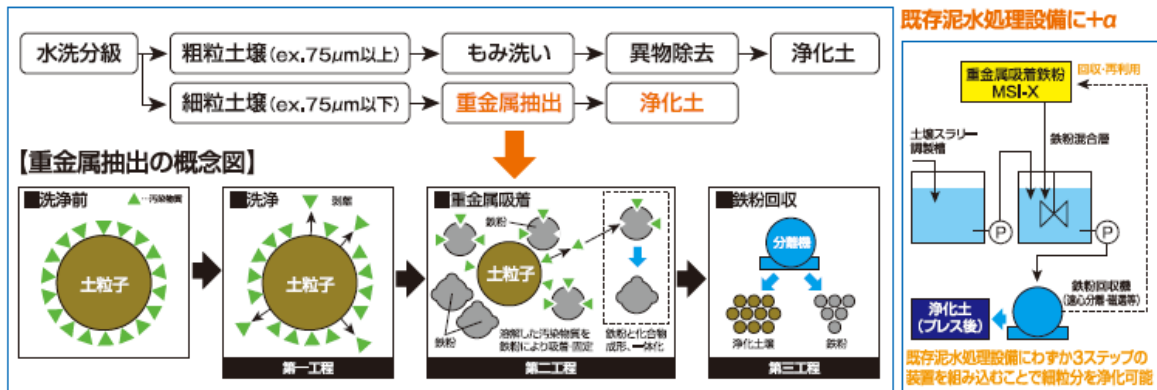 水洗分級
粗粒土壌(ex.75μm以上)
もみ洗い
異物除去
浄化土
細粒土壌(ex.75μm以下)
重金属抽出
浄化土
【重金属抽出の概念図】
■洗浄前
▲…汚染物質
土粒子
■洗浄
剥離
土粒子
第一工程
■重金属吸着
鉄粉
土粒子
鉄粉
溶解した汚染物質を
鉄粉により吸着・固定
鉄粉と化合物
成形、一体化
第二工程
■鉄粉回収
分離機
浄化土壌
鉄粉
第三工程
既存泥水処理設備に+α
重金属吸着鉄粉
MSI-X
回収・再利用
土壌スラリー
調製槽
鉄粉混合層
P
P
鉄粉回収機
(遠心分離・磁選等)
浄化土
(プレス後)
既存泥水処理設備にわずか3ステップの
装置を組み込むことで細粒分を浄化可能